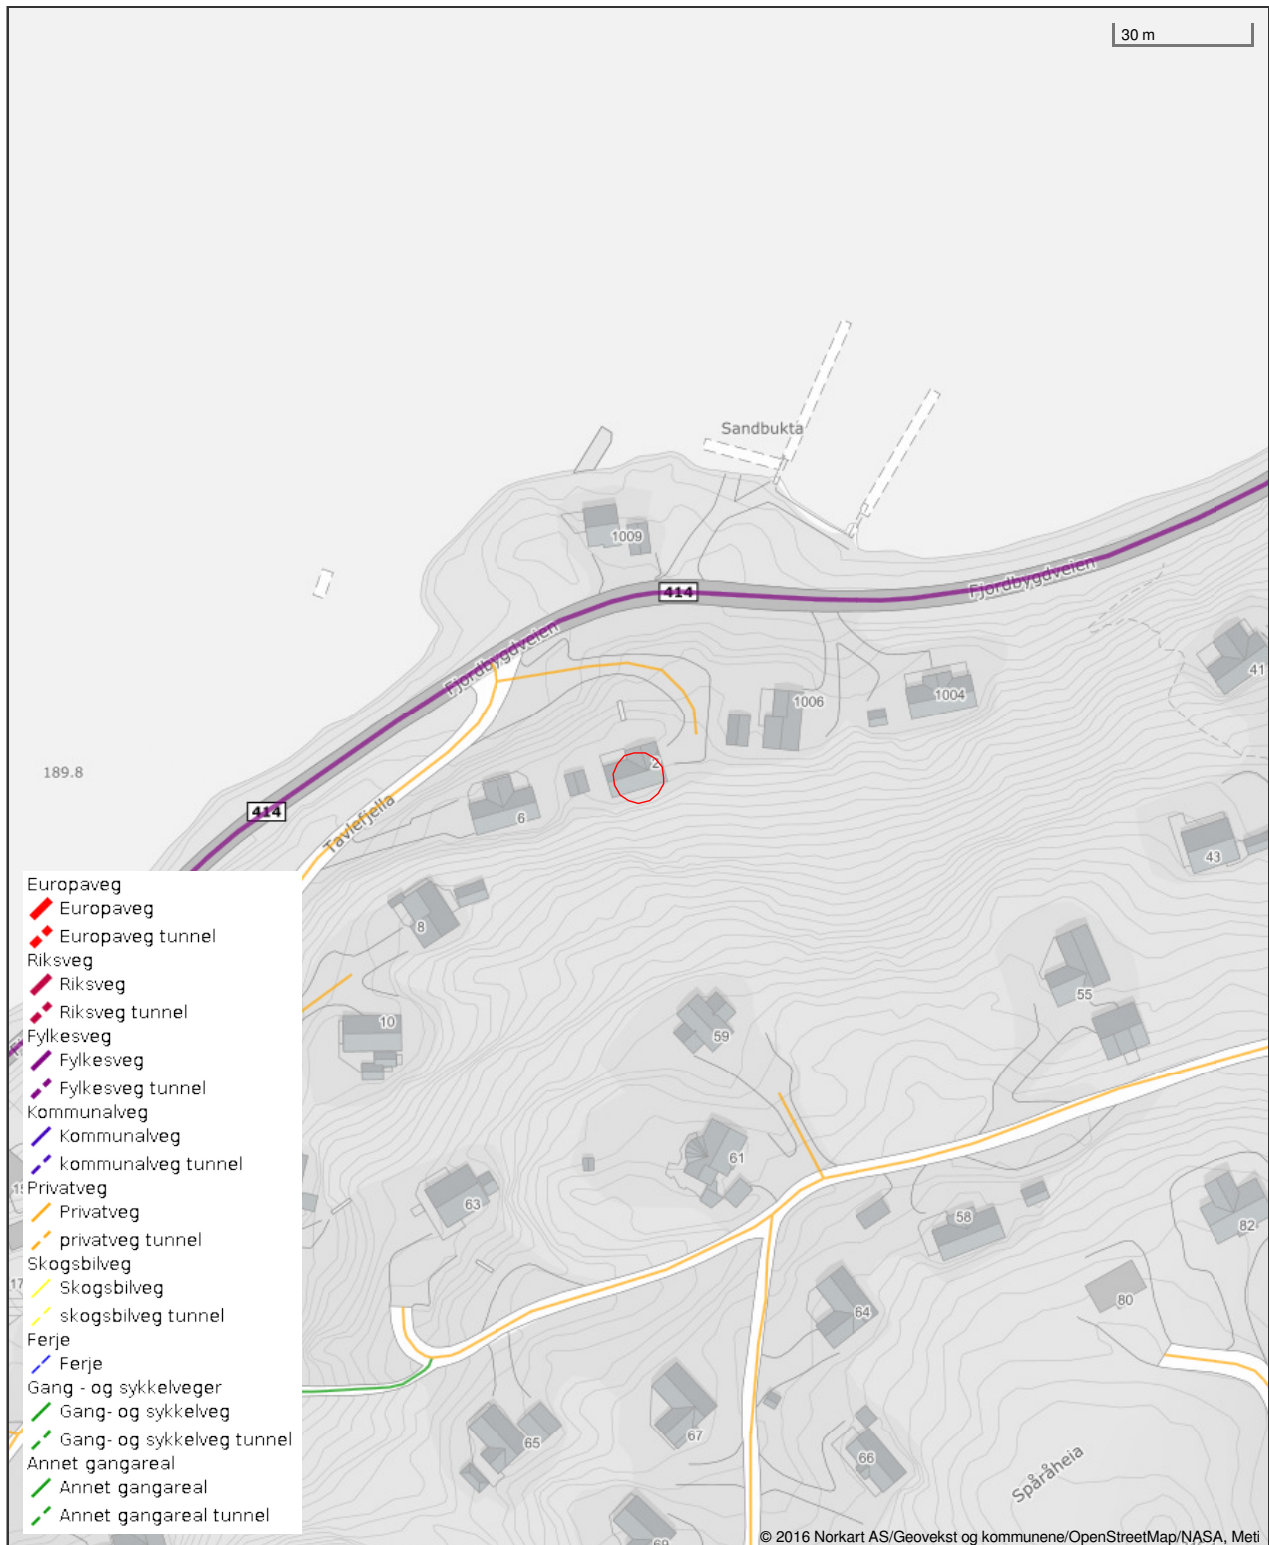 30 m
Sandbukta
1009
414
Fjordbygdveien
Fjordbygdveien
41
1006
1004
2
189.8
414
Tavlefjella
6
43
8
55
10
59
61
63
58
82
64
80
67
65
66
69
Spåråheia
Europaveg
Europaveg
Europaveg tunnel
Riksveg
Riksveg
Riksveg tunnel
Fylkesveg
Fylkesveg
Fylkesveg tunnel
Kommunalveg
Kommunalveg
kommunalveg tunnel
Privatveg
Privatveg
privatveg tunnel
Skogsbilveg
Skogsbilveg
skogsbilveg tunnel
Ferje
Ferje
Gang - og sykkelveger
Gang- og sykkelveg
Gang- og sykkelveg tunnel
Annet gangareal
Annet gangareal
Annet gangareal tunnel
© 2016 Norkart AS/Geovekst og kommunene/OpenStreetMap/NASA, Meti